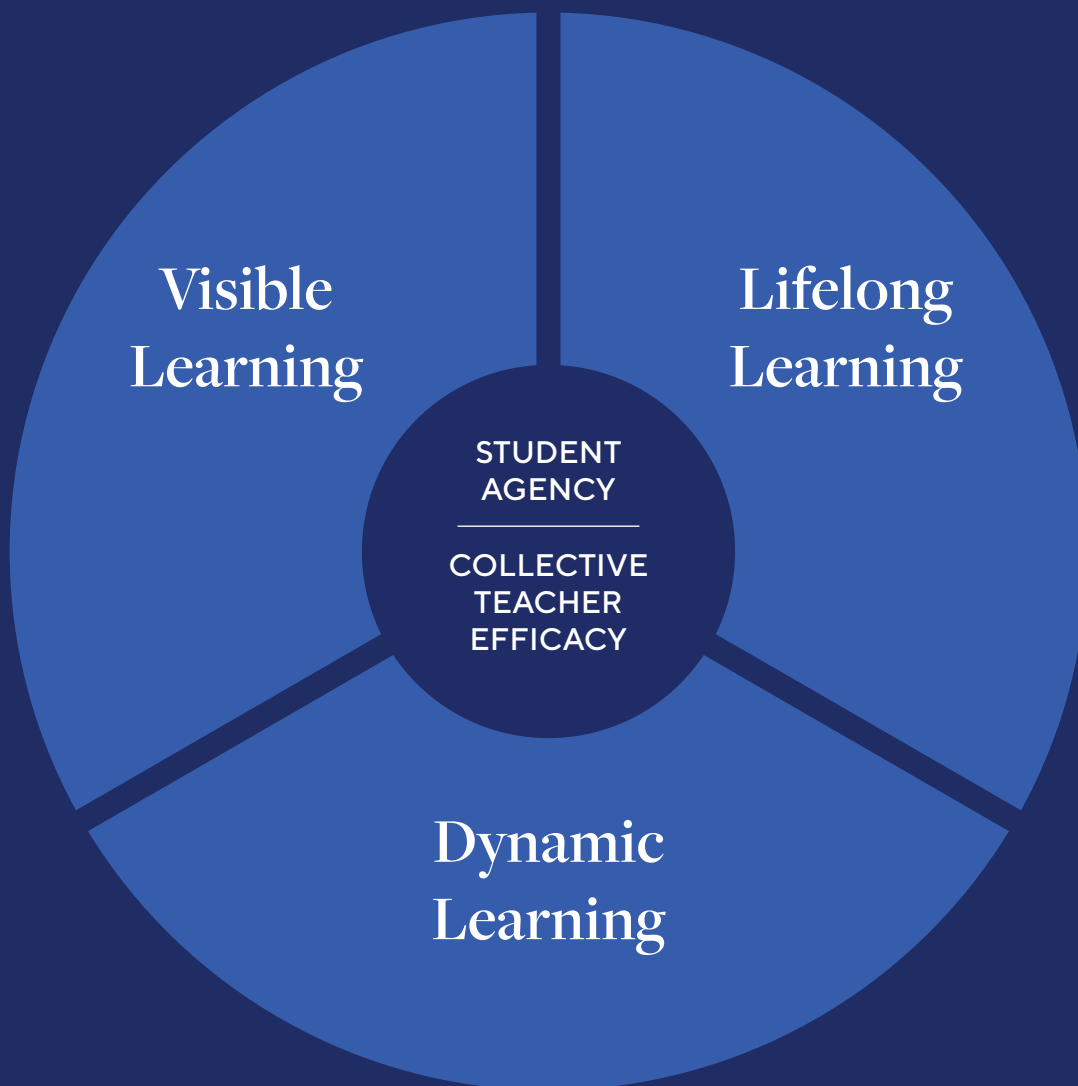 Visible
Learning
Lifelong
Learning
STUDENT
AGENCY
COLLECTIVE
TEACHER
EFFICACY
Dynamic
Learning